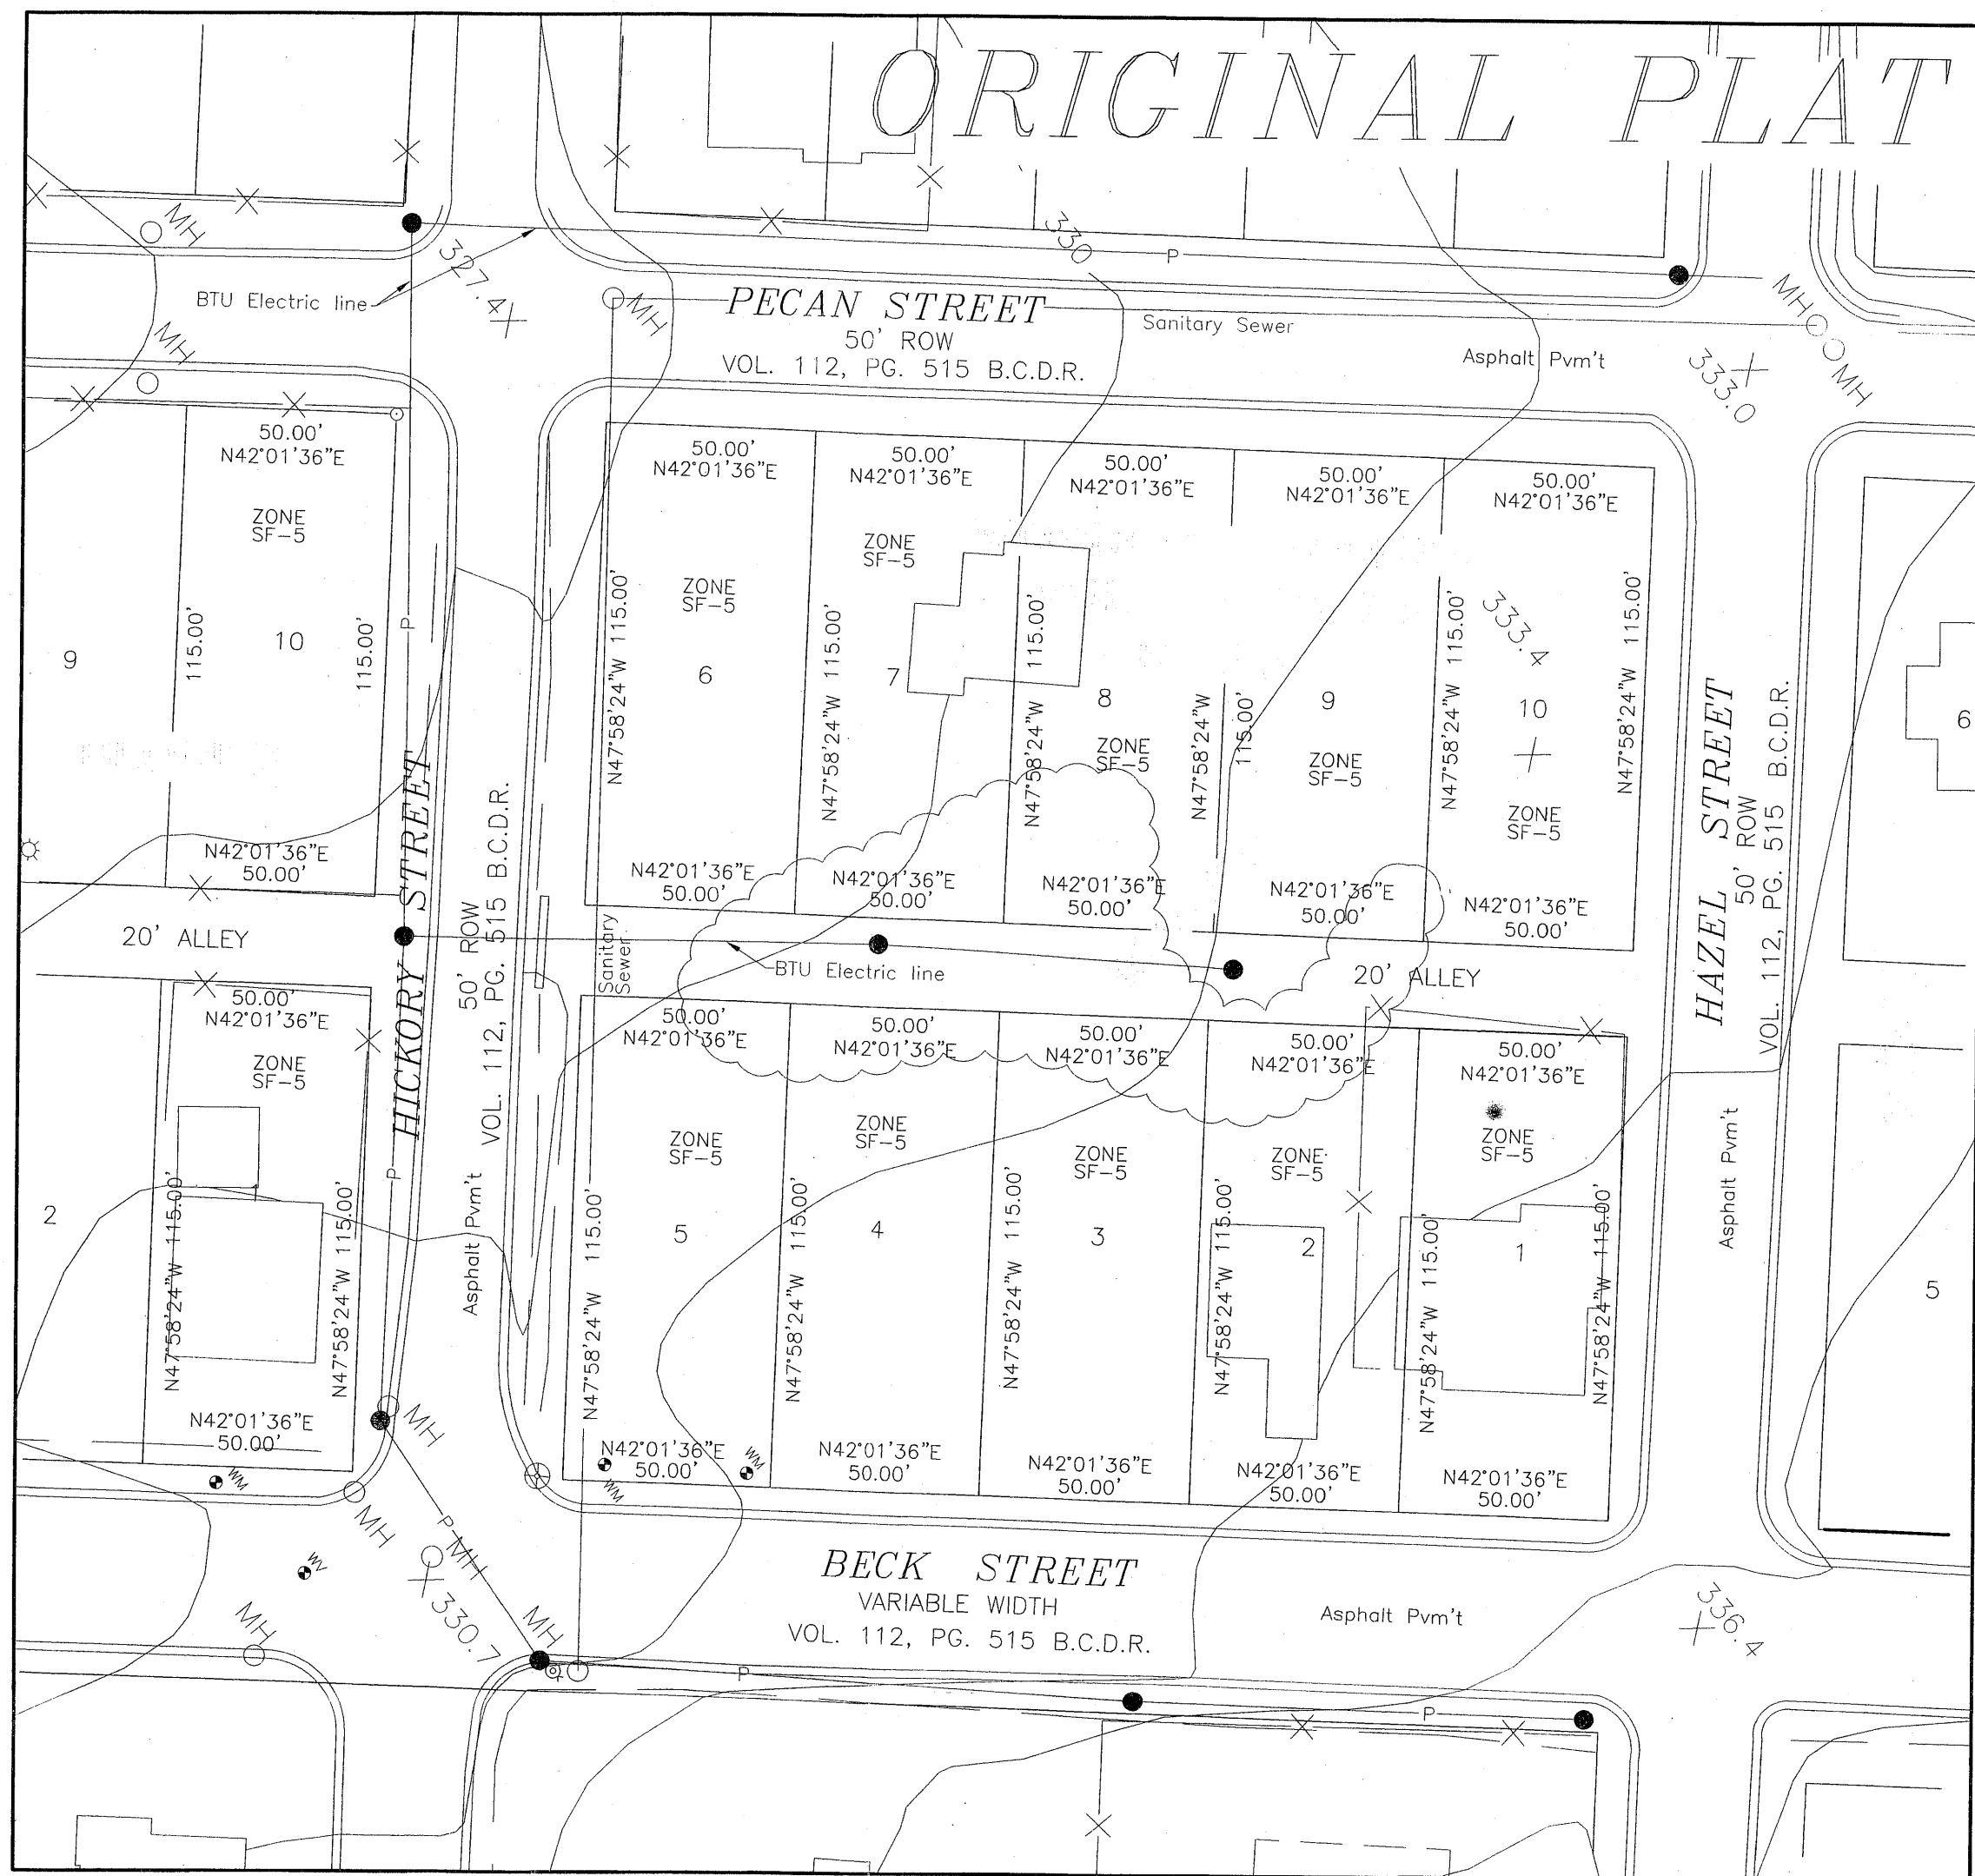 ORIGINAL PLAT
MH
327.4
330
BTU Electric line
MH
MH
PECAN STREET
50' ROW
VOL. 112, PG. 515 B.C.D.R.
P
Sanitary Sewer
Asphalt Pvm't
MH
MH
333.0
50.00'
N42°01'36"E
ZONE
SF-5
9
115.00'
10
115.00'
P
50.00'
N42°01'36"E
50.00'
N42°01'36"E
50.00'
N42°01'36"E
50.00'
N42°01'36"E
50.00'
N42°01'36"E
ZONE
SF-5
ZONE
SF-5
N47°58'24"W 115.00'
6
N47°58'24"W 115.00'
7
N47°58'24"W 115.00'
8
ZONE
SF-5
N47°58'24"W
115.00'
9
ZONE
SF-5
N47°58'24"W 115.00'
333.4
10
ZONE
SF-5
N47°58'24"W 115.00'
6
N42°01'36"E
50.00'
N42°01'36"E
50.00'
N42°01'36"E
50.00'
N42°01'36"E
50.00'
N42°01'36"E
50.00'
N42°01'36"E
50.00'
HICKORY STREET
50' ROW
VOL. 112, PG. 515 B.C.D.R.
Asphalt Pvm't
HAZEL STREET
50' ROW
VOL. 112, PG. 515 B.C.D.R.
Asphalt Pvm't
20' ALLEY
Sanitary
Sewer
BTU Electric line
20' ALLEY
50.00'
N42°01'36"E
ZONE
SF-5
50.00'
N42°01'36"E
50.00'
N42°01'36"E
50.00'
N42°01'36"E
50.00'
N42°01'36"E
50.00'
N42°01'36"E
ZONE
SF-5
ZONE
SF-5
ZONE
SF-5
ZONE
SF-5
ZONE
SF-5
2
N47°58'24"W 115.00'
N47°58'24"W 115.00'
P
N47°58'24"W 115.00'
5
N47°58'24"W 115.00'
4
N47°58'24"W 115.00'
3
N47°58'24"W 115.00'
2
N47°58'24"W 115.00'
1
N47°58'24"W 115.00'
5
N42°01'36"E
50.00'
N42°01'36"E
50.00'
N42°01'36"E
50.00'
N42°01'36"E
50.00'
N42°01'36"E
50.00'
N42°01'36"E
50.00'
MH
WM
WM
WM
MH
WV
P
MH
330.7
MH
MH
BECK STREET
VARIABLE WIDTH
VOL. 112, PG. 515 B.C.D.R.
Asphalt Pvm't
336.4
P
P